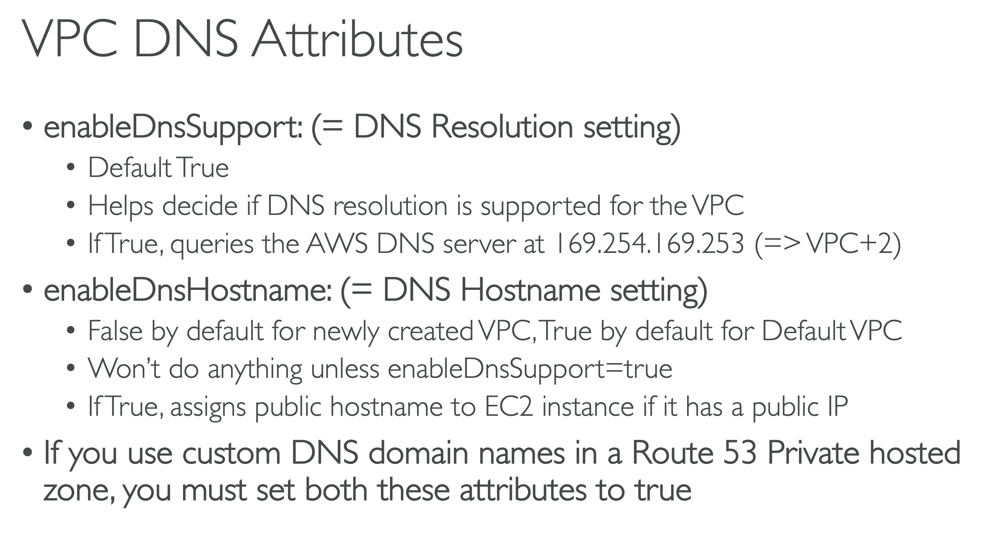 VPC DNS Attributes
• enableDnsSupport: (= DNS Resolution setting)
• Default True
• Helps decide if DNS resolution is supported for the VPC
• If True, queries the AWS DNS server at 169.254.169.253 (=> VPC+2)
• enableDnsHostname: (= DNS Hostname setting)
• False by default for newly created VPC, True by default for Default VPC
• Won't do anything unless enableDnsSupport=true
• If True, assigns public hostname to EC2 instance if it has a public IP
• If you use custom DNS domain names in a Route 53 Private hosted
zone, you must set both these attributes to true